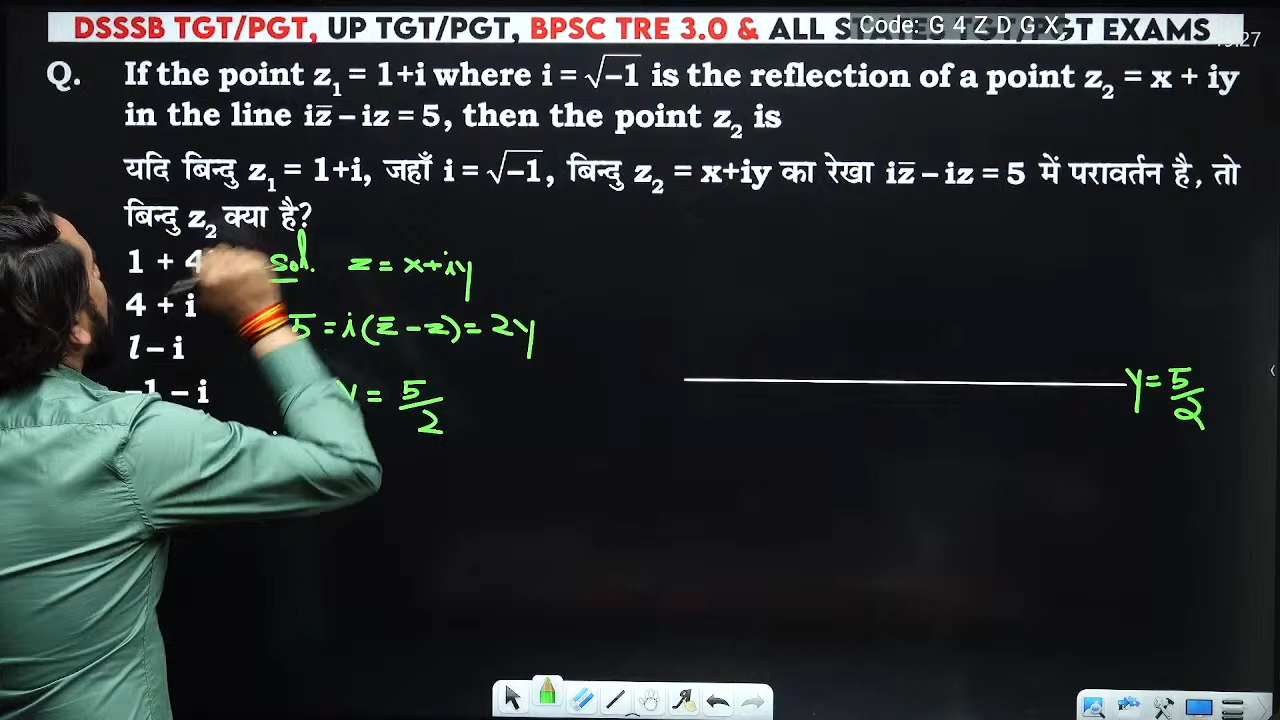 DSSSB TGT/PGT, UP TGT/PGT, BPSC TRE 3.0 & ALL EXAMS
Code: G 4 Z D G X
Q. If the point z₁ = 1+i where i = √−1 is the reflection of a point z₂ = x + iy
in the line iz̄ – iz = 5, then the point z₂ is
यदि बिन्दु z₁ = 1+i, जहाँ i = √−1, बिन्दु z₂ = x+iy का रेखा iz̄ – iz = 5 में परावर्तन है, तो
बिन्दु z₂ क्या है?
1 + 4
4 + i
l – i
–1 – i
Sol. z = x+iy
5 = i(z̄ – z) = 2y
y = 5/2
y = 5/2